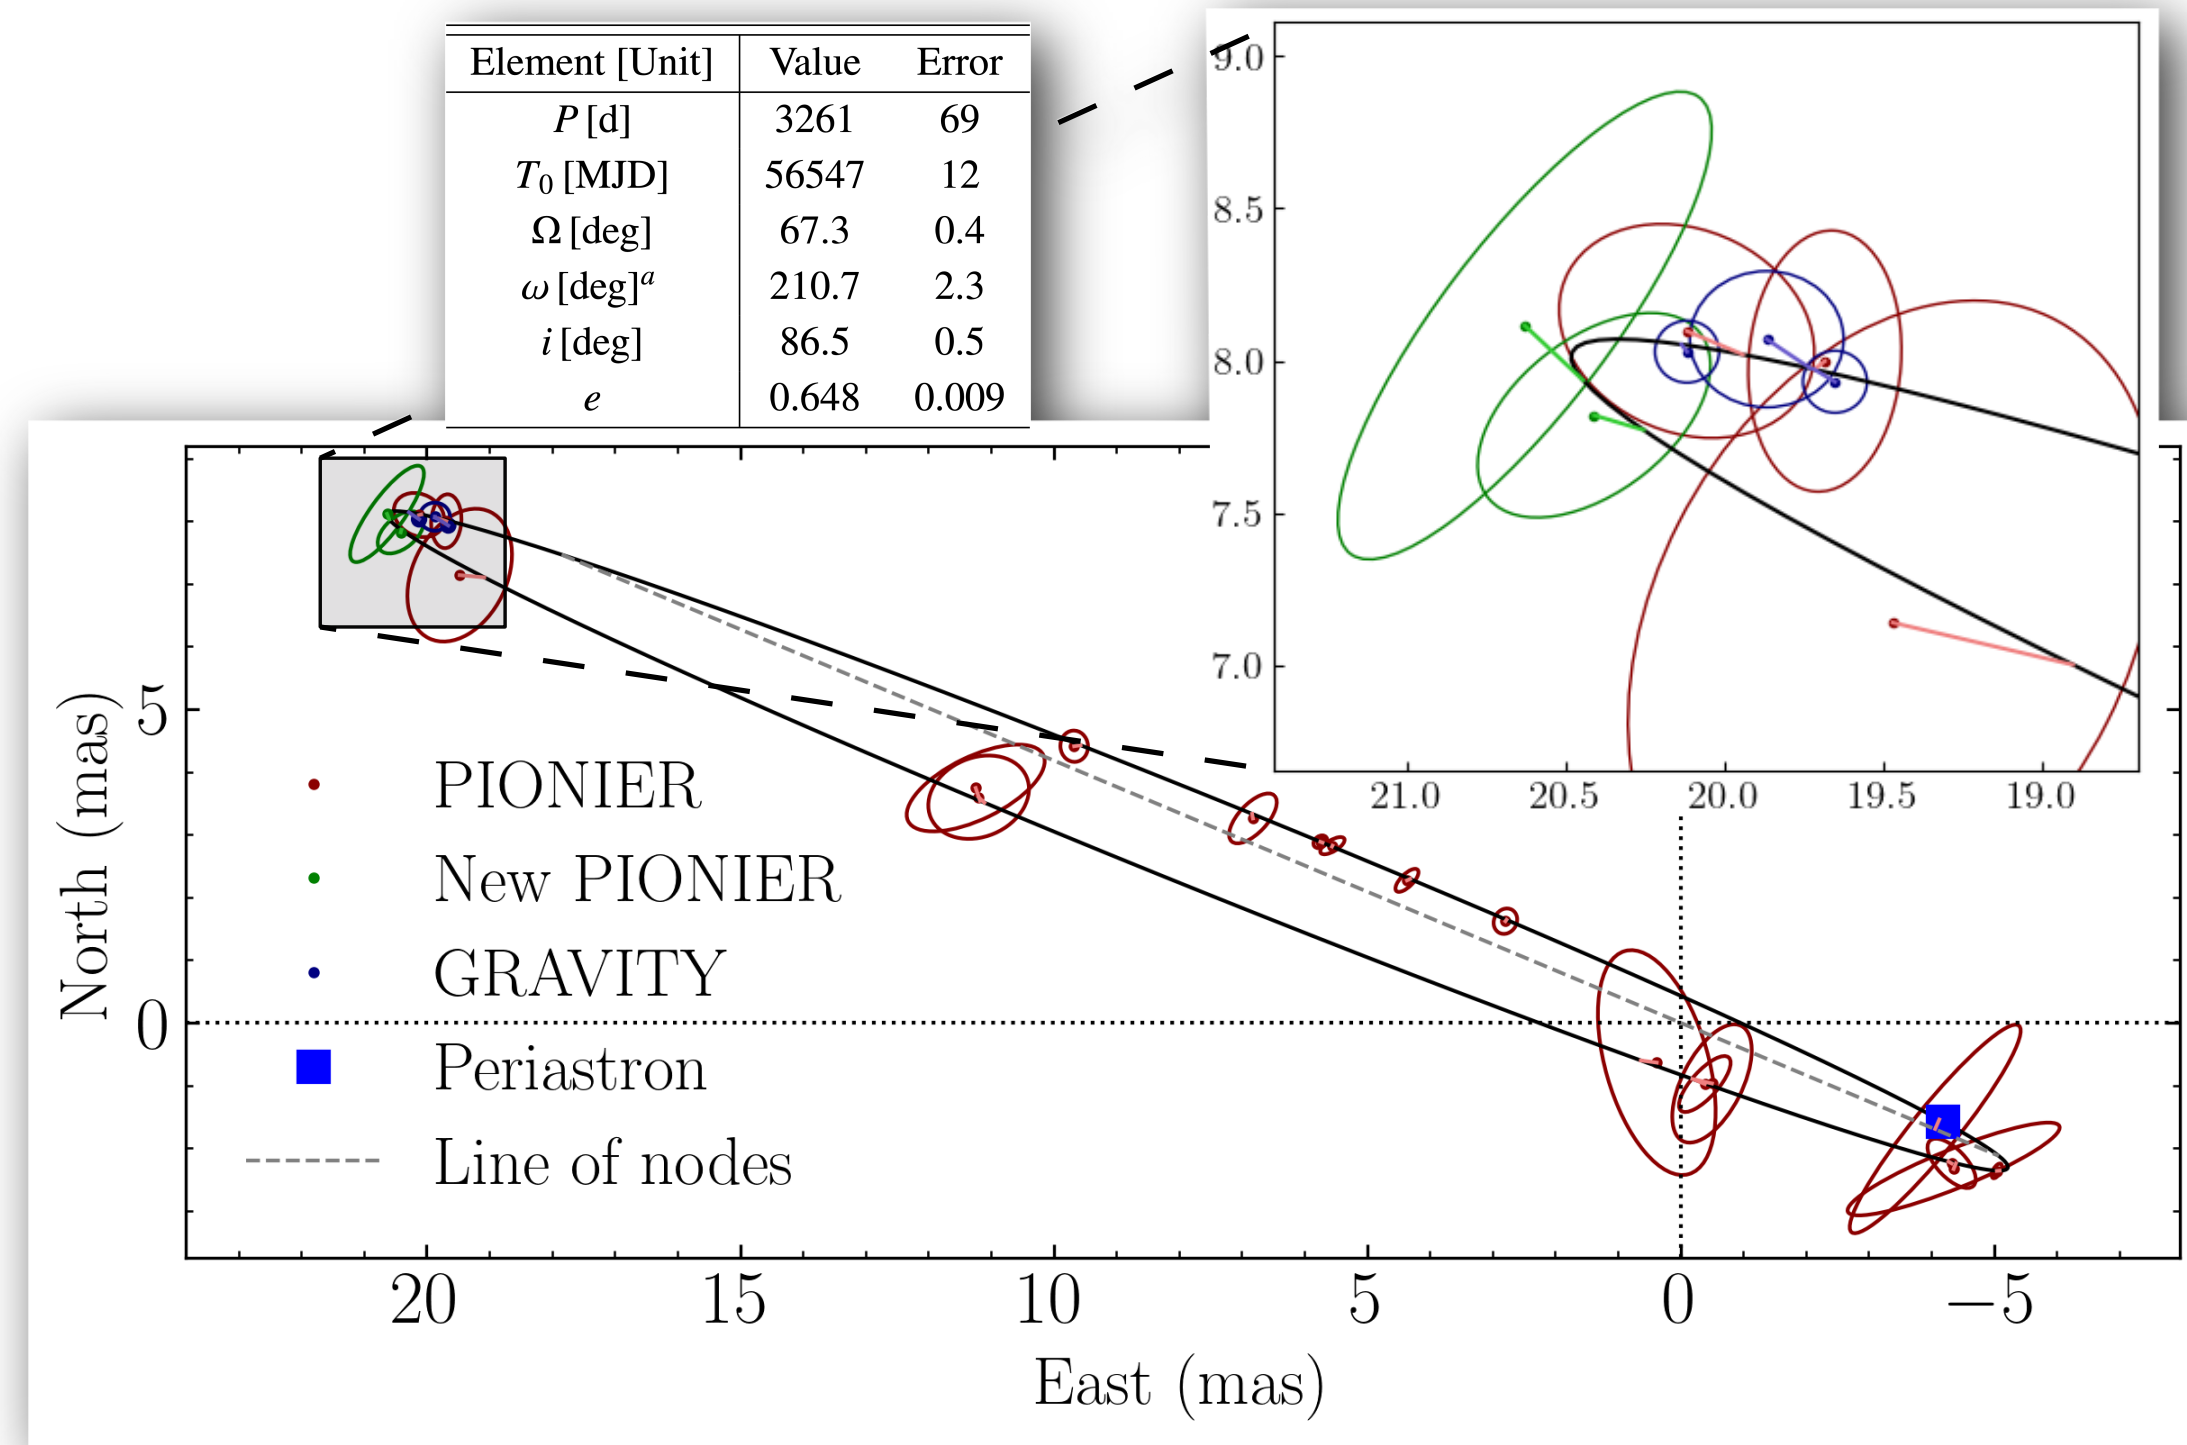 Element [Unit] Value Error
P [d] 3261 69
T₀ [MJD] 56547 12
Ω [deg] 67.3 0.4
ω [deg]ᵃ 210.7 2.3
i [deg] 86.5 0.5
e 0.648 0.009
9.0
8.5
8.0
7.5
7.0
21.0 20.5 20.0 19.5 19.0
North (mas)
5
0
PIONIER
New PIONIER
GRAVITY
Periastron
Line of nodes
20 15 10 5 0 −5
East (mas)